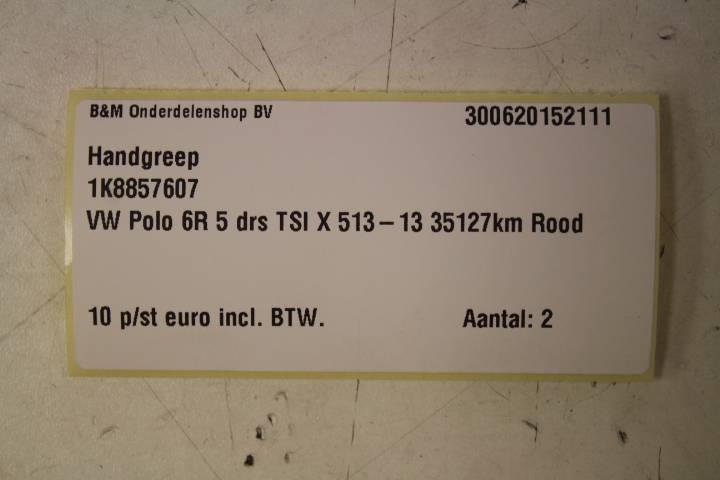 B&M Onderdelenshop BV 300620152111
Handgreep
1K8857607
VW Polo 6R 5 drs TSI X 513-13 35127km Rood
10 p/st euro incl. BTW. Aantal: 2